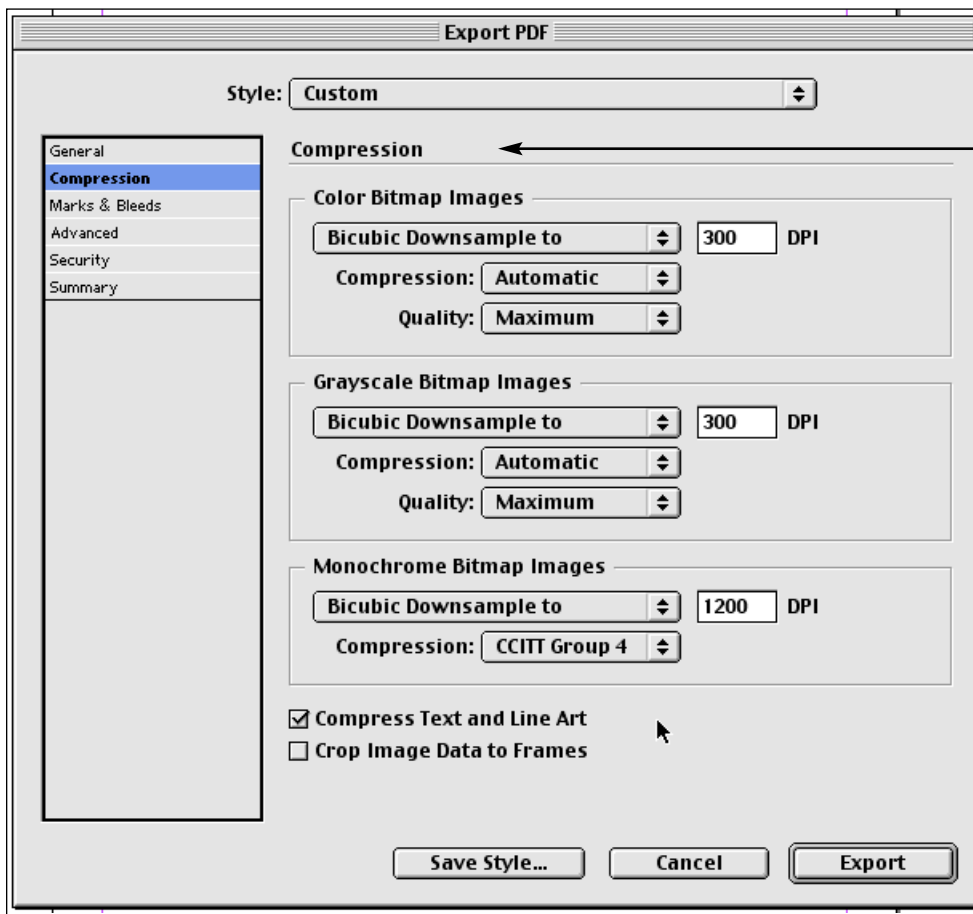 Export PDF
Style: Custom
General
Compression
Marks & Bleeds
Advanced
Security
Summary
Compression
Color Bitmap Images
Bicubic Downsample to 300 DPI
Compression: Automatic
Quality: Maximum
Grayscale Bitmap Images
Bicubic Downsample to 300 DPI
Compression: Automatic
Quality: Maximum
Monochrome Bitmap Images
Bicubic Downsample to 1200 DPI
Compression: CCITT Group 4
Compress Text and Line Art
Crop Image Data to Frames
Save Style... Cancel Export